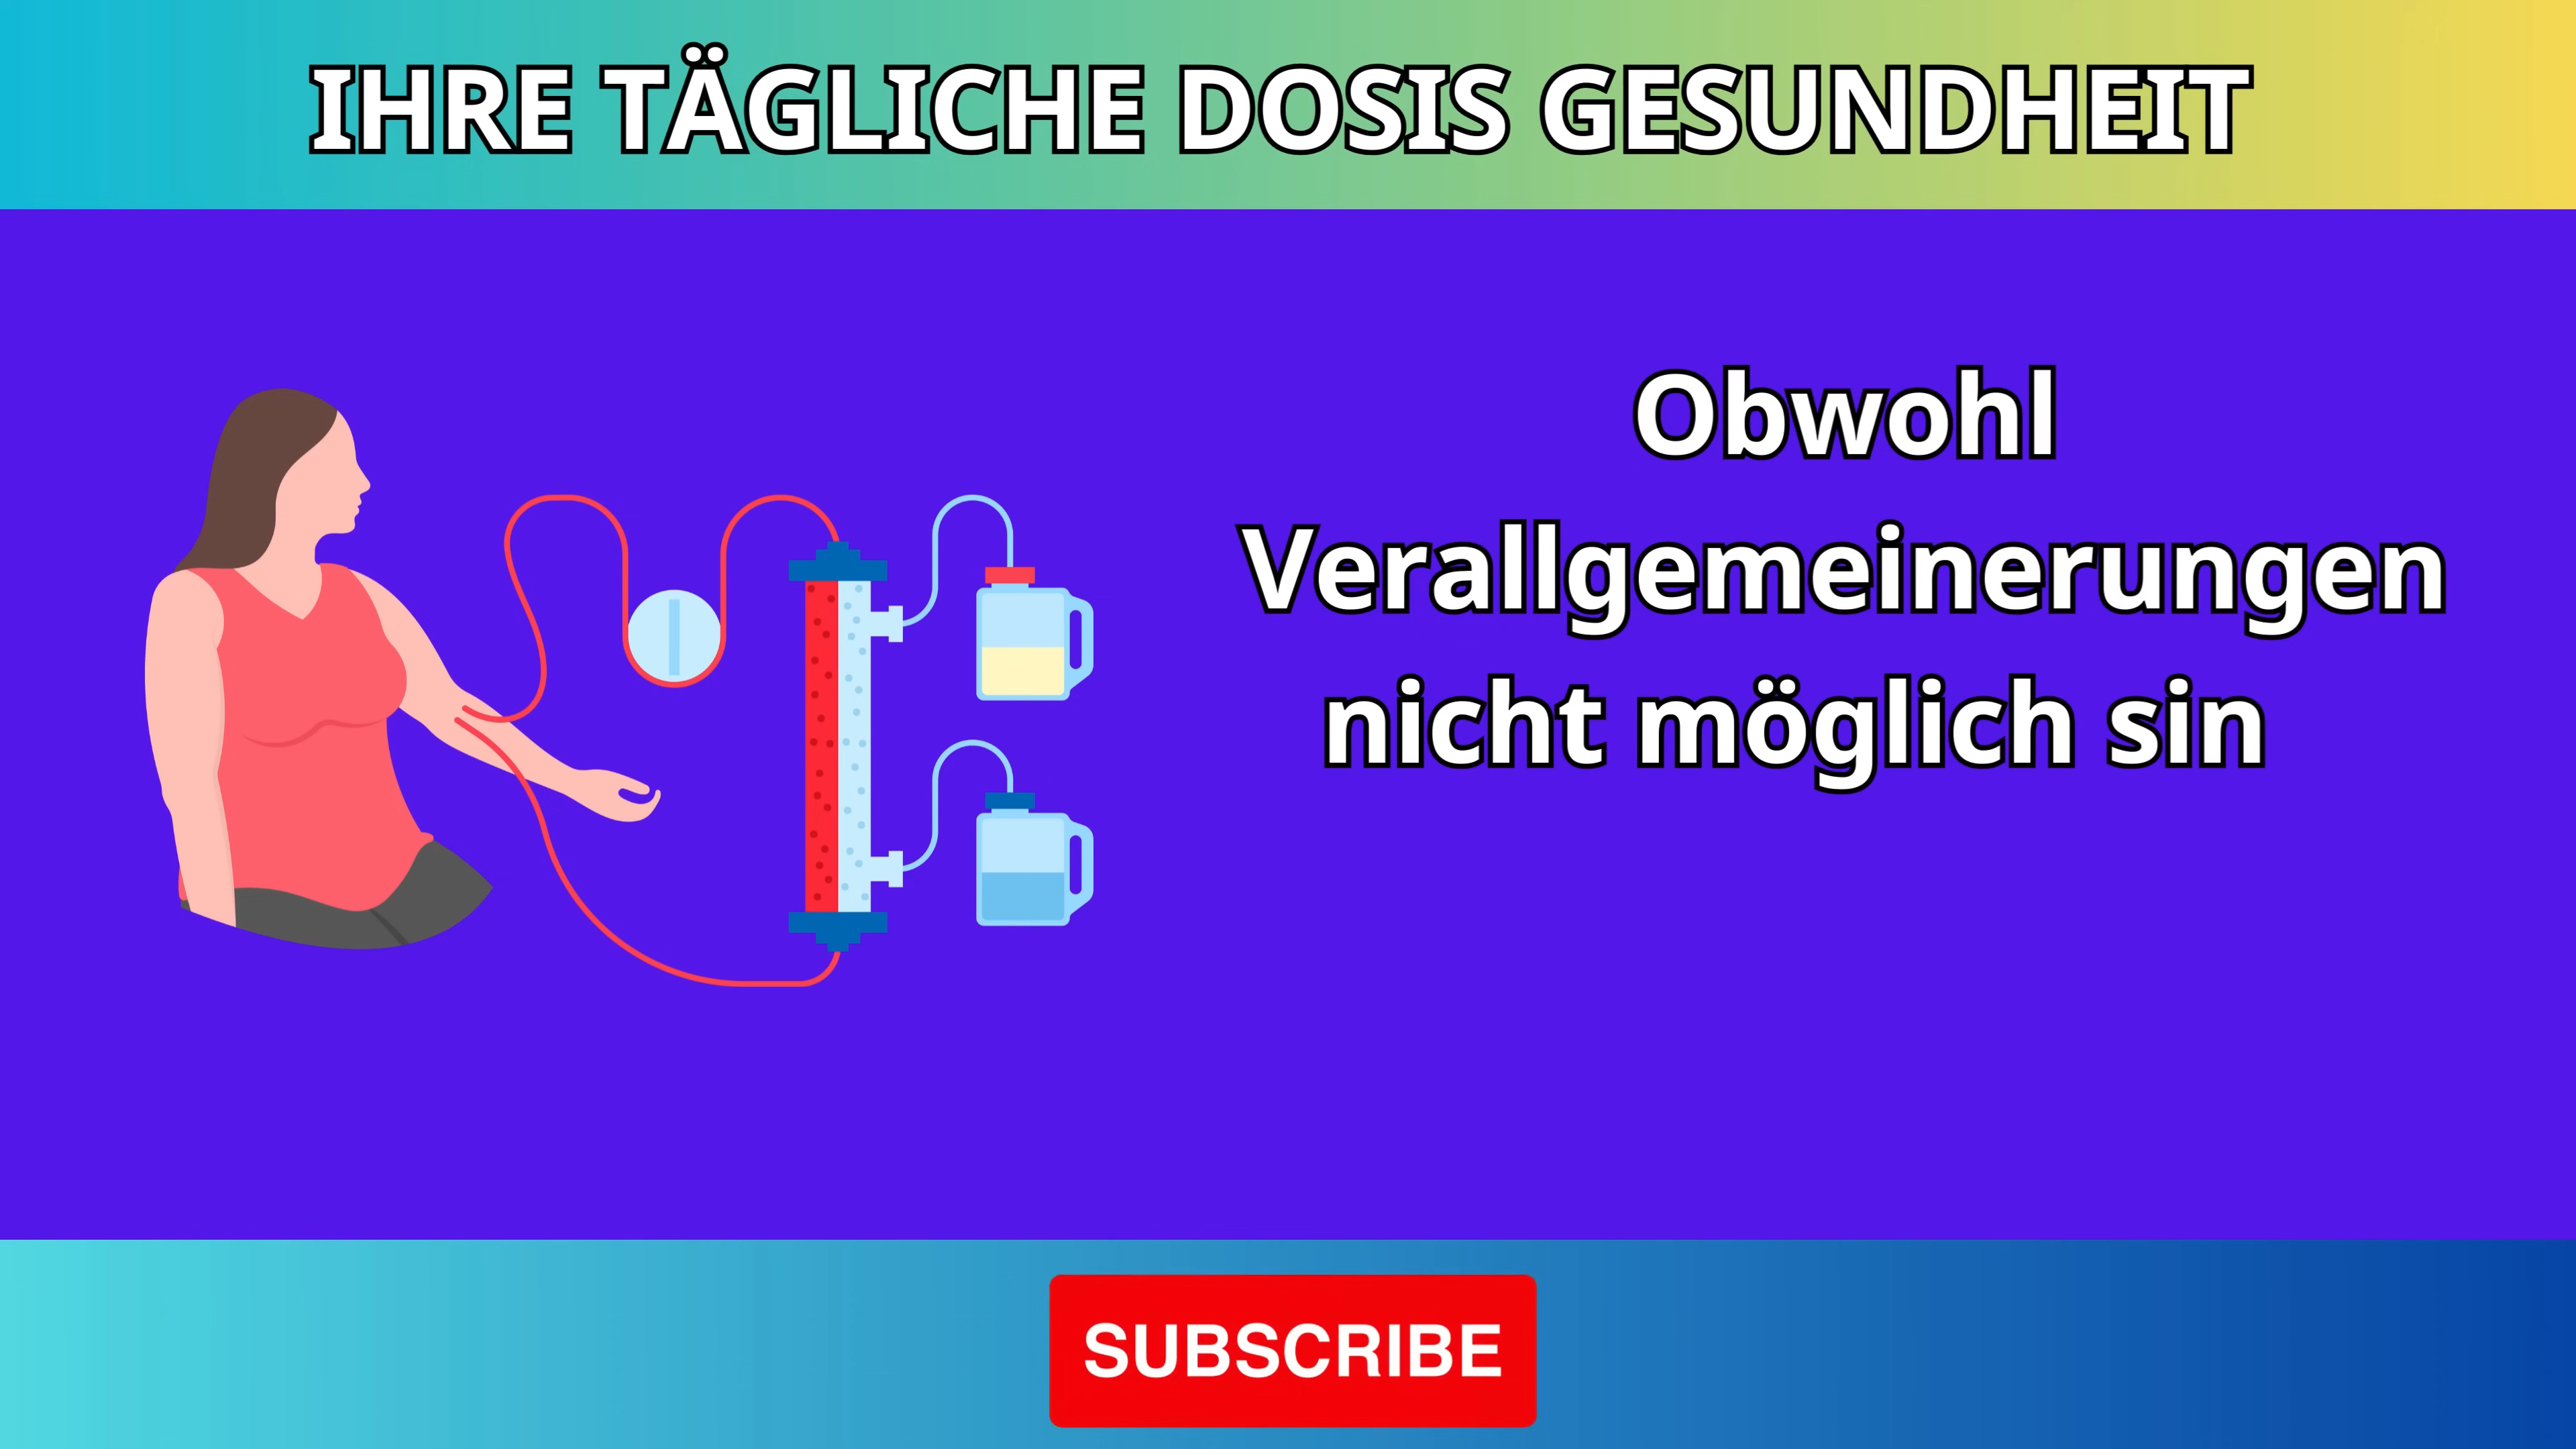 IHRE TÄGLICHE DOSIS GESUNDHEIT
Obwohl
Verallgemeinerungen
nicht möglich sin
SUBSCRIBE